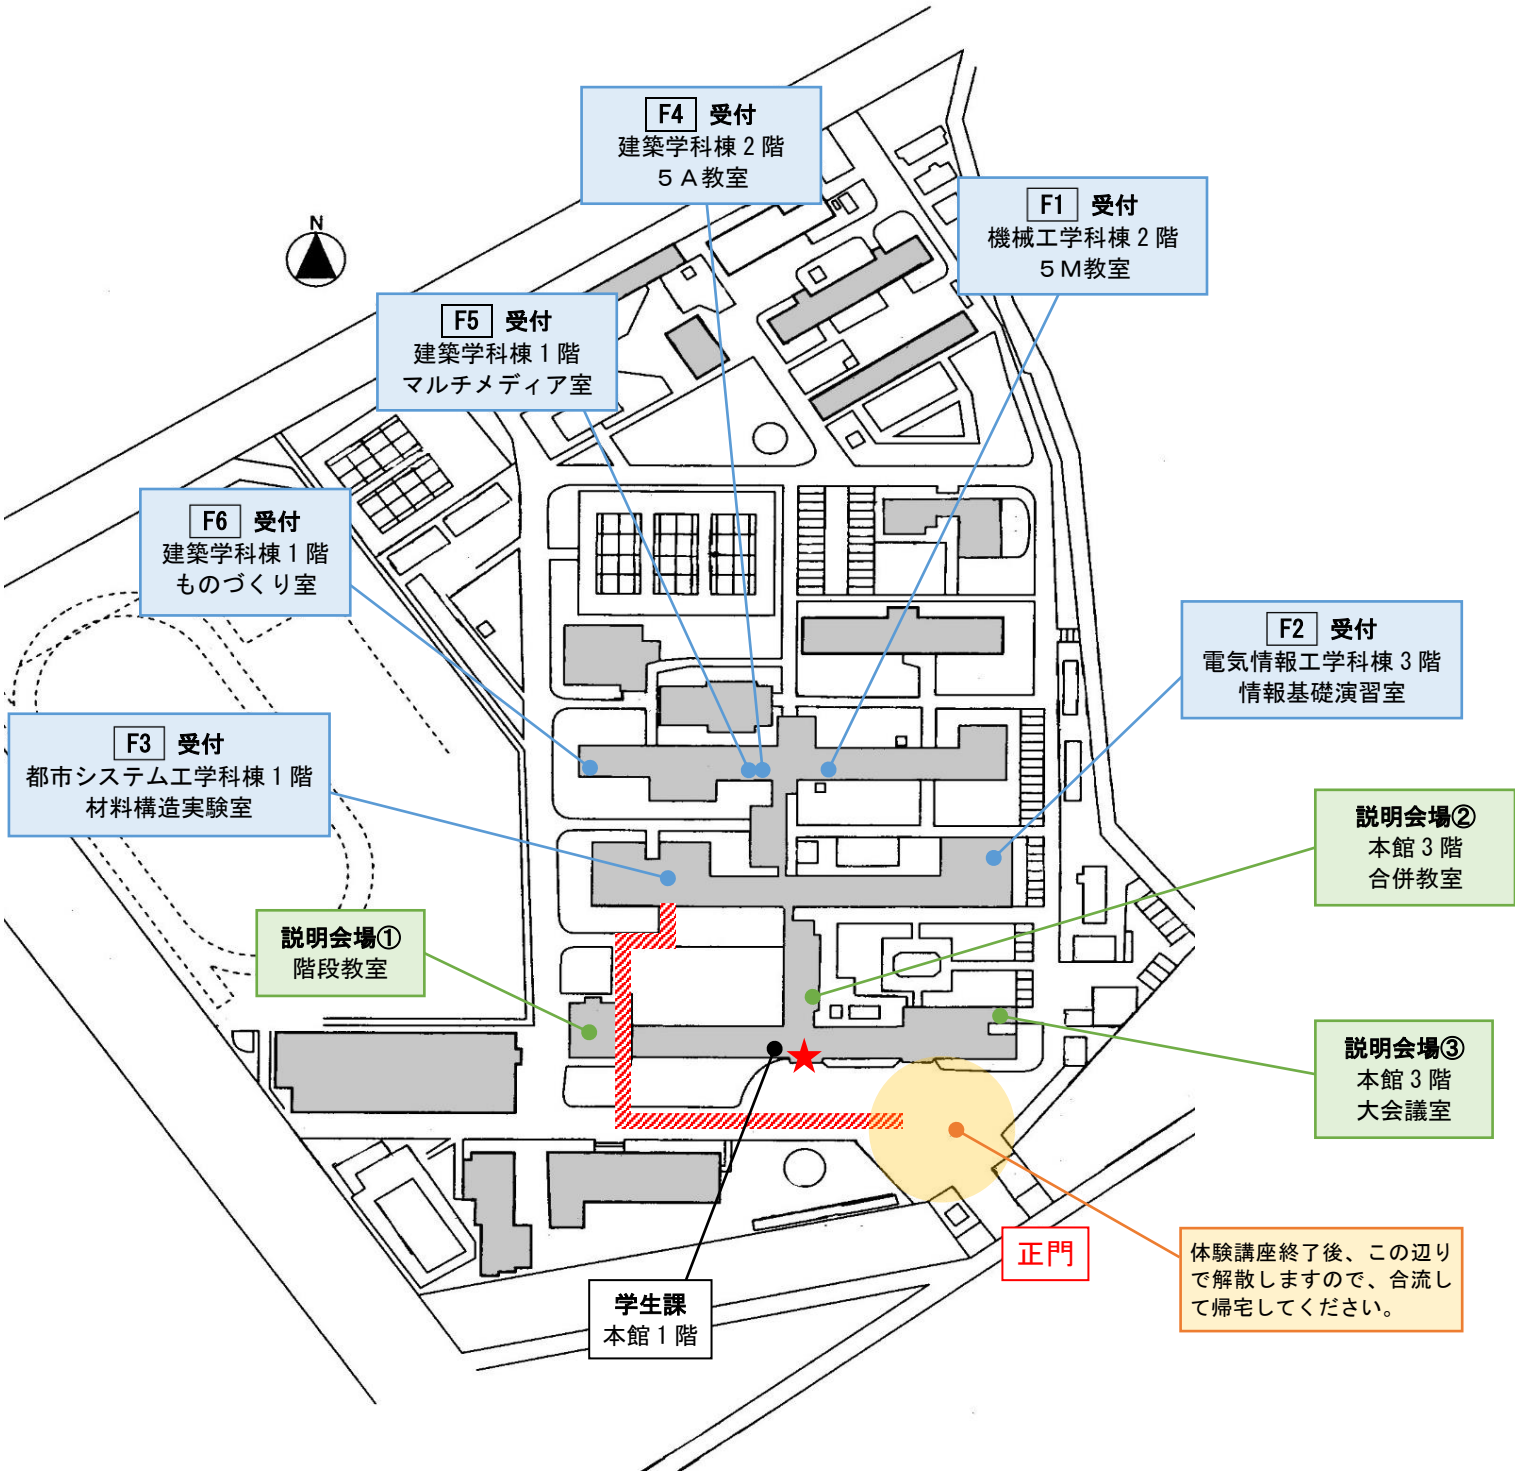 F4 受付
建築学科棟2階
5A教室
F1 受付
機械工学科棟2階
5M教室
N
F5 受付
建築学科棟1階
マルチメディア室
F6 受付
建築学科棟1階
ものづくり室
F2 受付
電気情報工学科棟3階
情報基礎演習室
F3 受付
都市システム工学科棟1階
材料構造実験室
説明会場②
本館3階
合併教室
説明会場①
階段教室
説明会場③
本館3階
大会議室
正門
体験講座終了後、この辺り
で解散しますので、合流し
て帰宅してください。
学生課
本館1階